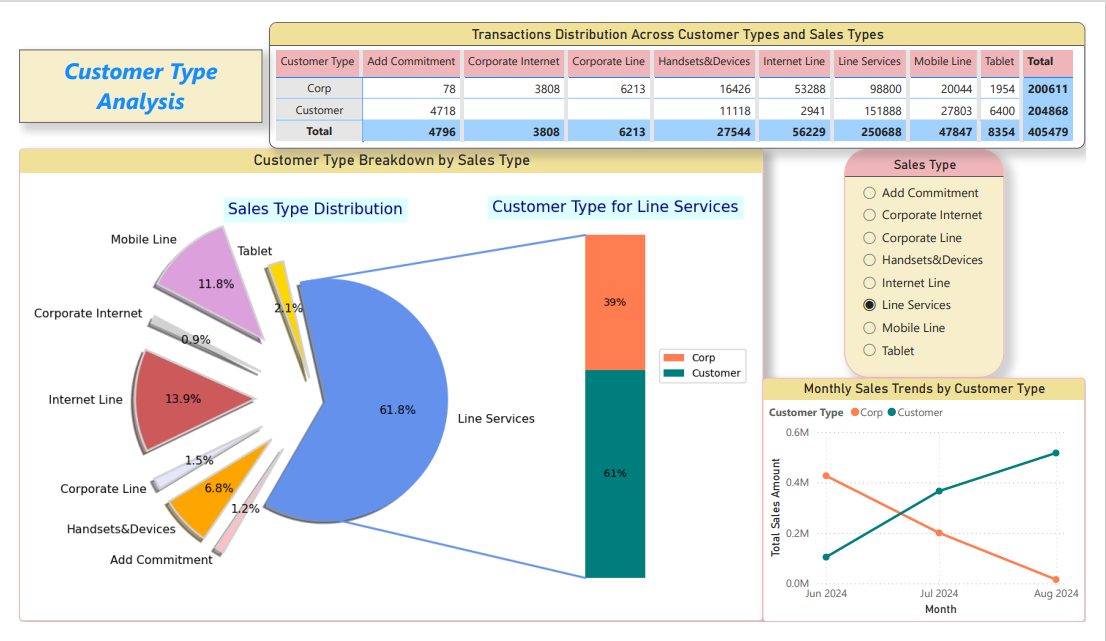 Customer Type
Analysis
Transactions Distribution Across Customer Types and Sales Types
Customer Type Add Commitment Corporate Internet Corporate Line Handsets&Devices Internet Line Line Services Mobile Line Tablet Total
Corp 78 3808 6213 16426 53288 98800 20044 1954 200611
Customer 4718 11118 2941 151888 27803 6400 204868
Total 4796 3808 6213 27544 56229 250688 47847 8354 405479
Customer Type Breakdown by Sales Type
Sales Type Distribution
Mobile Line
11.8%
Tablet
2.1%
Corporate Internet
0.9%
Internet Line
13.9%
Corporate Line
1.5%
Handsets&Devices
6.8%
Add Commitment
1.2%
61.8%
Line Services
Customer Type for Line Services
39%
61%
Corp
Customer
Sales Type
Add Commitment
Corporate Internet
Corporate Line
Handsets&Devices
Internet Line
Line Services
Mobile Line
Tablet
Monthly Sales Trends by Customer Type
Customer Type Corp Customer
Total Sales Amount
0.6M
0.4M
0.2M
0.0M
Jun 2024 Jul 2024 Aug 2024
Month